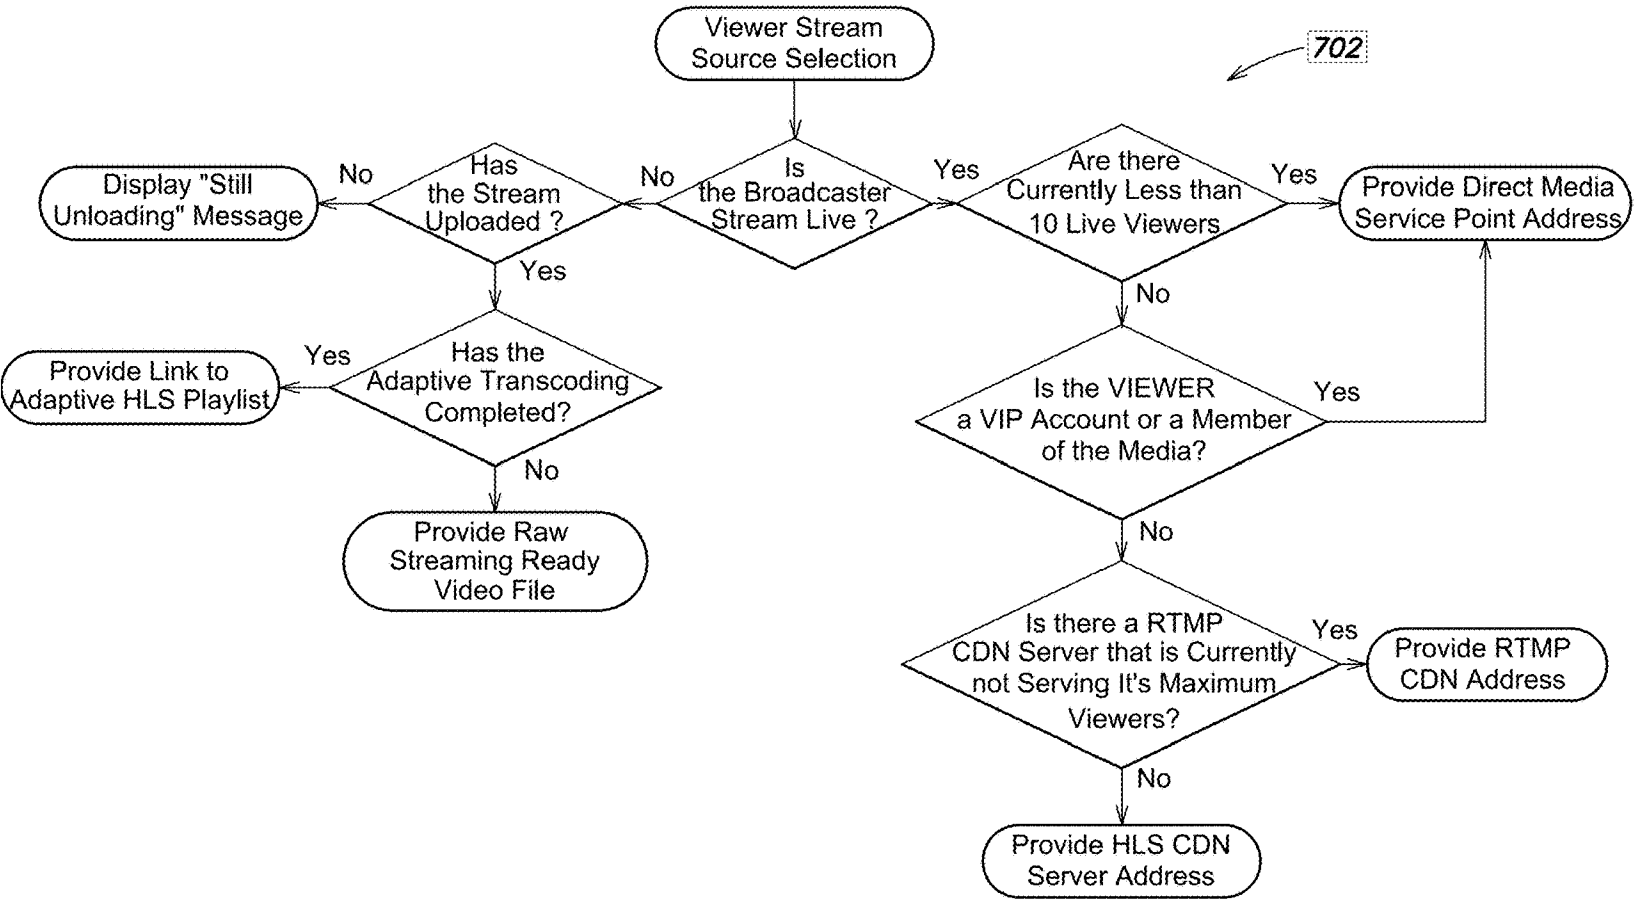 Viewer Stream
Source Selection
702
No
Has
the Stream
Uploaded ?
No
Is
the Broadcaster
Stream Live ?
Yes
Are there
Currently Less than
10 Live Viewers
Yes
Display "Still
Unloading" Message
Provide Direct Media
Service Point Address
Yes
No
Yes
Has the
Adaptive Transcoding
Completed?
Provide Link to
Adaptive HLS Playlist
Is the VIEWER
a VIP Account or a Member
of the Media?
Yes
No
Provide Raw
Streaming Ready
Video File
No
Is there a RTMP
CDN Server that is Currently
not Serving It's Maximum
Viewers?
Yes
Provide RTMP
CDN Address
No
Provide HLS CDN
Server Address